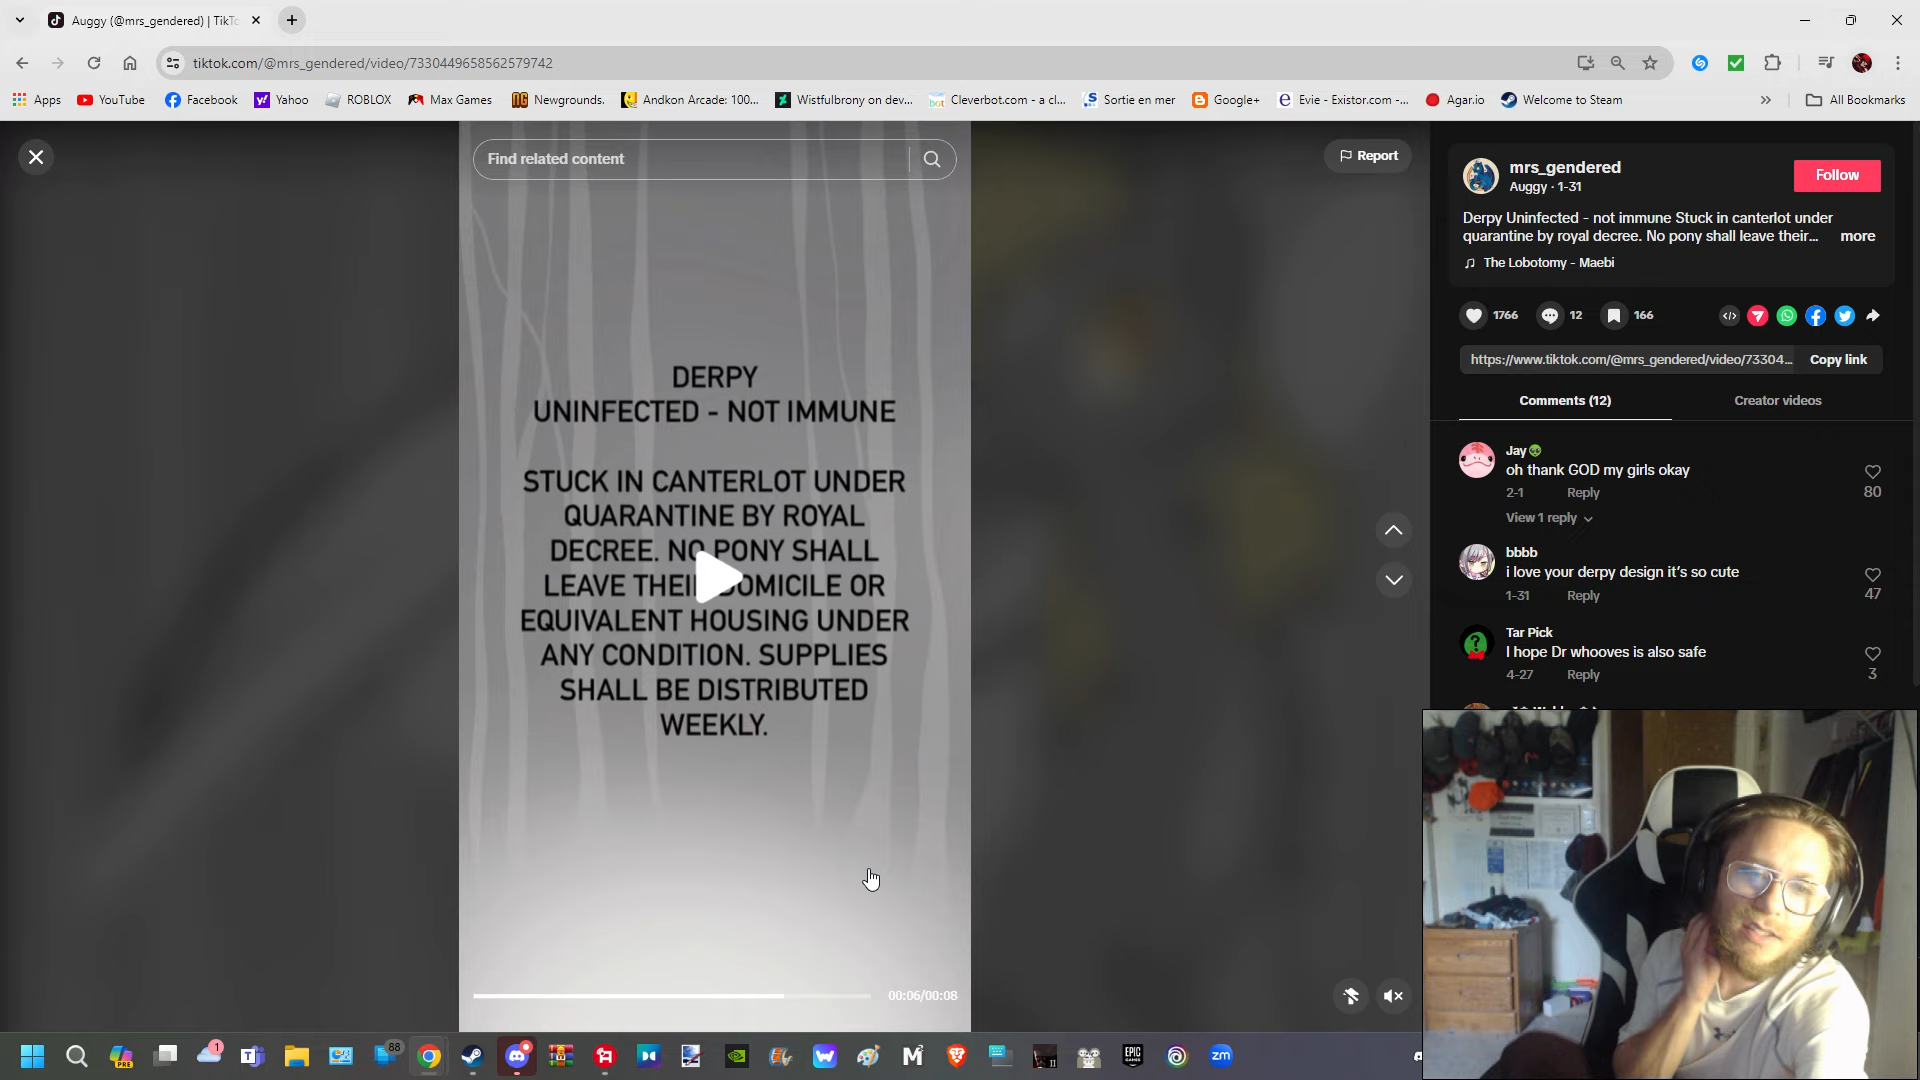 Auggy (@mrs_gendered) | TikT
tiktok.com/@mrs_gendered/video/7330449658562579742
Apps
YouTube
Facebook
Yahoo
ROBLOX
Max Games
Newgrounds.
Andkon Arcade: 100...
Wistfulbrony on dev...
Cleverbot.com - a cl...
Sortie en mer
Google+
Evie - Existor.com -...
Agar.io
Welcome to Steam
All Bookmarks
Find related content
Report
DERPY
UNINFECTED - NOT IMMUNE
STUCK IN CANTERLOT UNDER
QUARANTINE BY ROYAL
DECREE. NO PONY SHALL
LEAVE THEIR DOMICILE OR
EQUIVALENT HOUSING UNDER
ANY CONDITION. SUPPLIES
SHALL BE DISTRIBUTED
WEEKLY.
00:06/00:08
mrs_gendered
Auggy · 1-31
Follow
Derpy Uninfected - not immune Stuck in canterlot under
quarantine by royal decree. No pony shall leave their... more
The Lobotomy - Maebi
1766
12
166
https://www.tiktok.com/@mrs_gendered/video/73304...
Copy link
Comments (12)
Creator videos
Jay
oh thank GOD my girls okay
2-1 Reply
80
View 1 reply
bbbb
i love your derpy design it's so cute
1-31 Reply
47
Tar Pick
I hope Dr whooves is also safe
4-27 Reply
3
PRE
1
88
EPIC
GAMES
zm